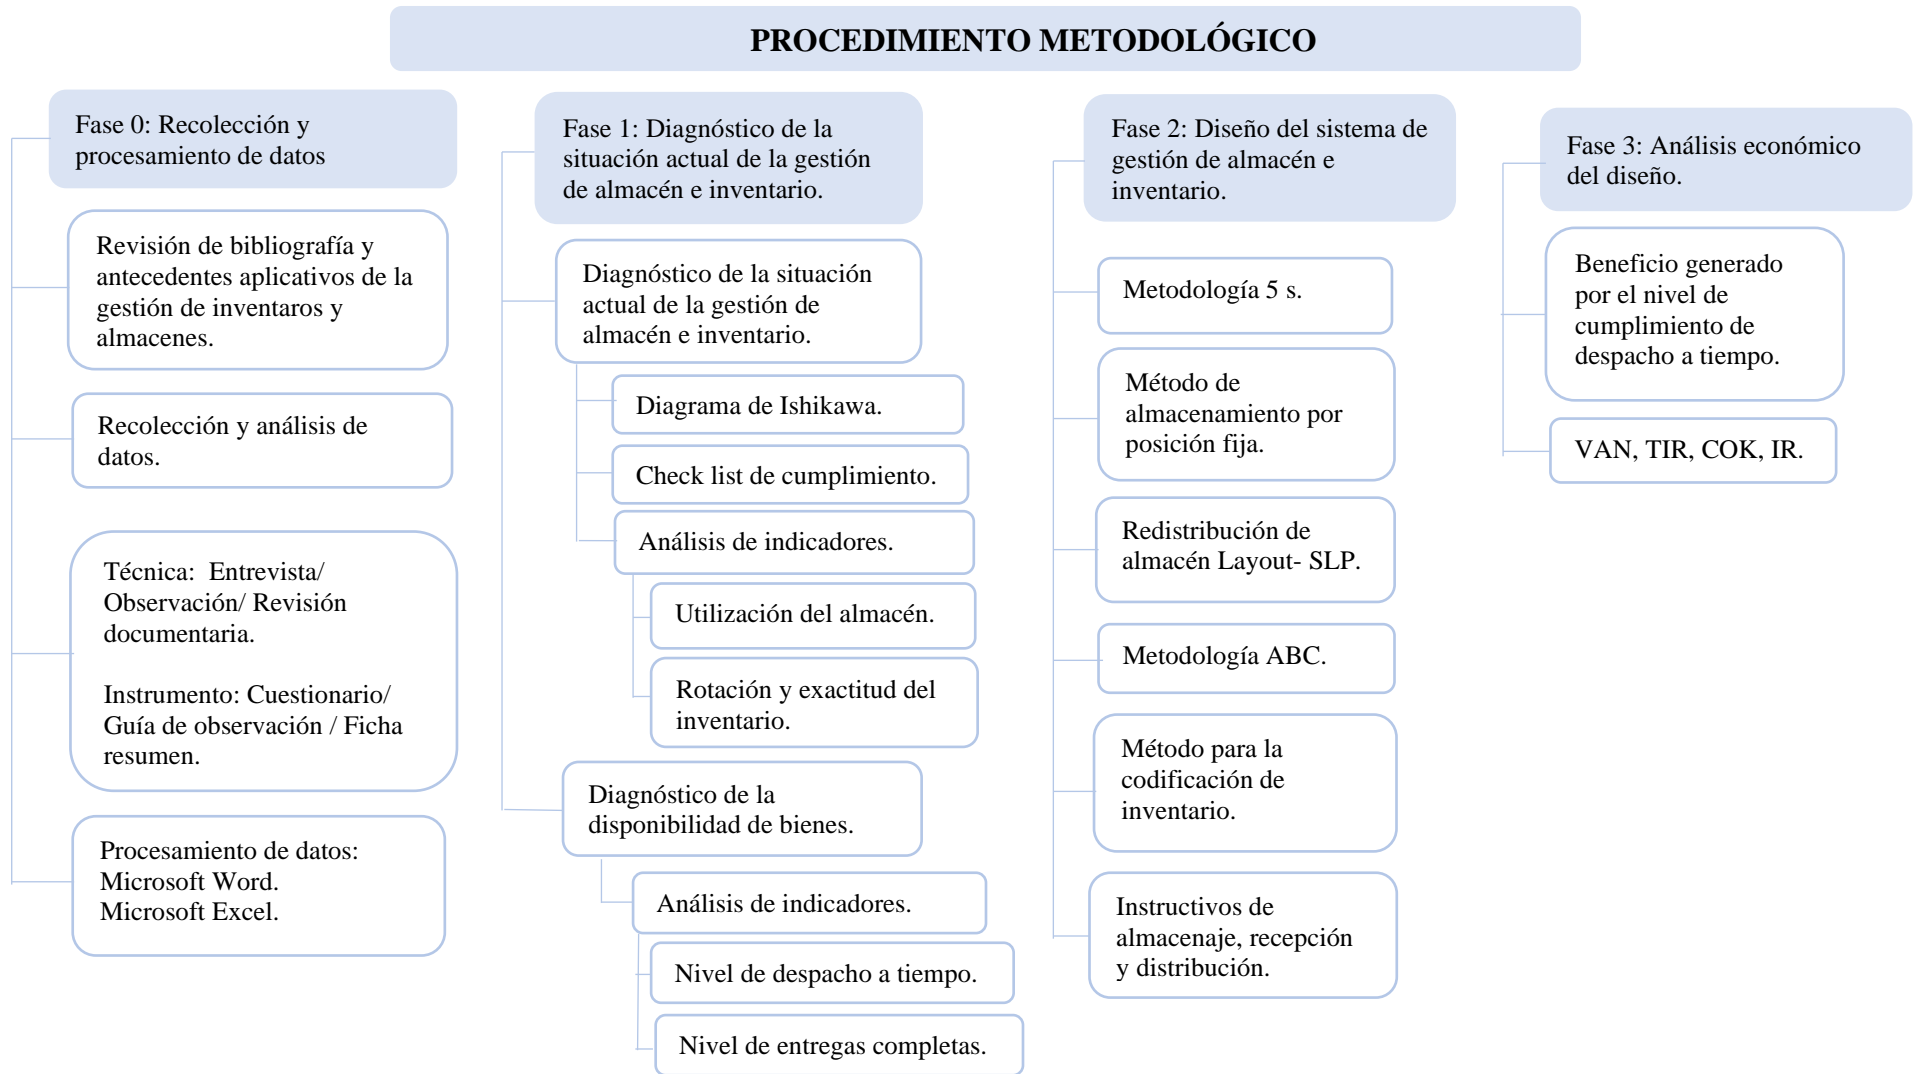 PROCEDIMIENTO METODOLÓGICO
Fase 0: Recolección y
procesamiento de datos
Revisión de bibliografía y
antecedentes aplicativos de la
gestión de inventaros y
almacenes.
Recolección y análisis de
datos.
Técnica: Entrevista/
Observación/ Revisión
documentaria.
Instrumento: Cuestionario/
Guía de observación / Ficha
resumen.
Procesamiento de datos:
Microsoft Word.
Microsoft Excel.
Fase 1: Diagnóstico de la
situación actual de la gestión
de almacén e inventario.
Diagnóstico de la situación
actual de la gestión de
almacén e inventario.
Diagrama de Ishikawa.
Check list de cumplimiento.
Análisis de indicadores.
Utilización del almacén.
Rotación y exactitud del
inventario.
Diagnóstico de la
disponibilidad de bienes.
Análisis de indicadores.
Nivel de despacho a tiempo.
Nivel de entregas completas.
Fase 2: Diseño del sistema de
gestión de almacén e
inventario.
Metodología 5 s.
Método de
almacenamiento por
posición fija.
Redistribución de
almacén Layout- SLP.
Metodología ABC.
Método para la
codificación de
inventario.
Instructivos de
almacenaje, recepción
y distribución.
Fase 3: Análisis económico
del diseño.
Beneficio generado
por el nivel de
cumplimiento de
despacho a tiempo.
VAN, TIR, COK, IR.